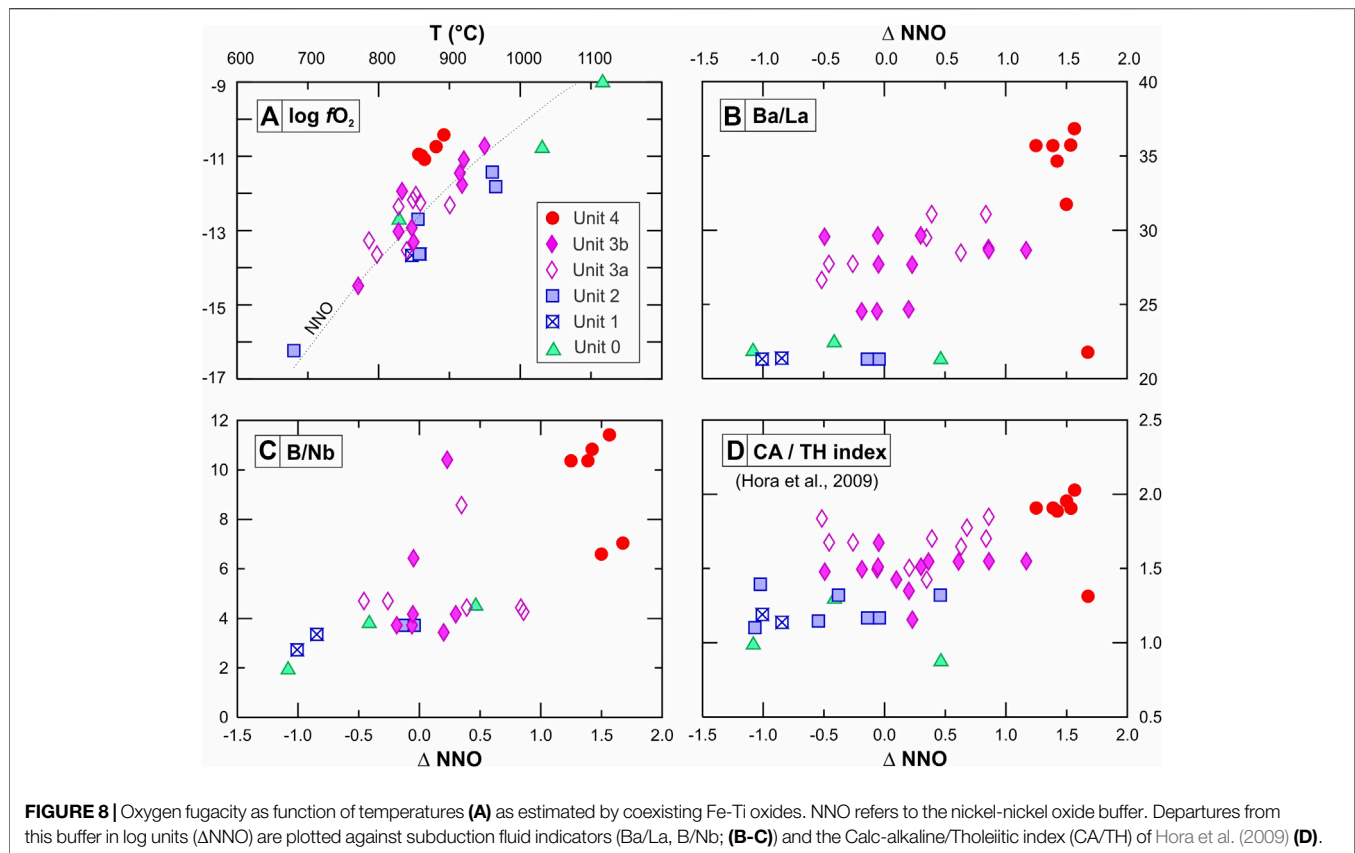 T (°C)
600 700 800 900 1000 1100
Δ NNO
-1.5 -1.0 -0.5 0.0 0.5 1.0 1.5 2.0
-9
-11
-13
-15
-17
A log fO₂
NNO
Unit 4
Unit 3b
Unit 3a
Unit 2
Unit 1
Unit 0
B Ba/La
40
35
30
25
20
12
10
8
6
4
2
0
C B/Nb
-1.5 -1.0 -0.5 0.0 0.5 1.0 1.5 2.0
Δ NNO
D CA / TH index
(Hora et al., 2009)
2.5
2.0
1.5
1.0
0.5
-1.5 -1.0 -0.5 0.0 0.5 1.0 1.5 2.0
Δ NNO
FIGURE 8 | Oxygen fugacity as function of temperatures (A) as estimated by coexisting Fe-Ti oxides. NNO refers to the nickel-nickel oxide buffer. Departures from
this buffer in log units (ΔNNO) are plotted against subduction fluid indicators (Ba/La, B/Nb; (B-C)) and the Calc-alkaline/Tholeiitic index (CA/TH) of Hora et al. (2009) (D).